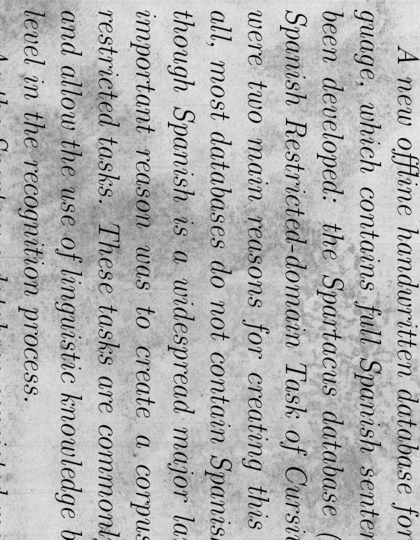 A new offline handwritten database for
guage, which contains full Spanish senten
been developed: the Spartacus database (
Spanish Restricted-domain Task of Cursiv
were two main reasons for creating this
all, most databases do not contain Spanis
though Spanish is a widespread major la
important reason was to create a corpus
restricted tasks. These tasks are commonl
and allow the use of linguistic knowledge b
level in the recognition process.